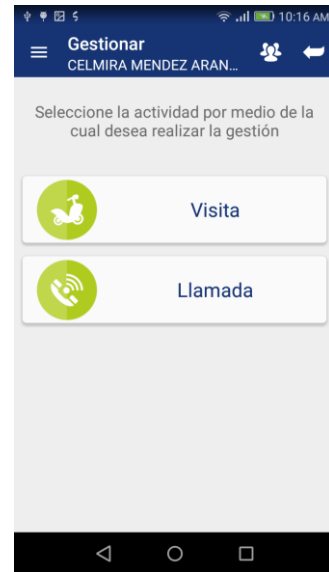 10:16 AM
Gestionar
CELMIRA MENDEZ ARAN...
Seleccione la actividad por medio de la
cual desea realizar la gestión
Visita
Llamada